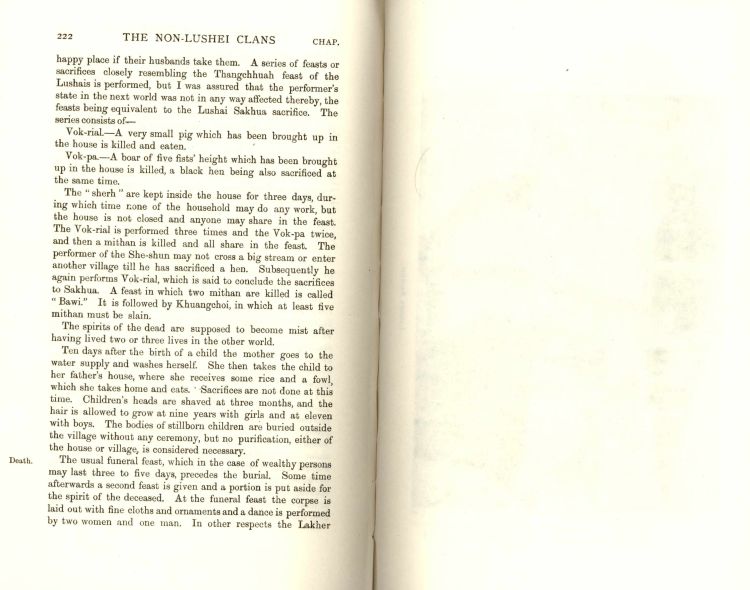 222 THE NON-LUSHEI CLANS CHAP.
happy place if their husbands take them. A series of feasts or
sacrifices closely resembling the Thangchhuah feast of the
Lushais is performed, but I was assured that the performer's
state in the next world was not in any way affected thereby, the
feasts being equivalent to the Lushai Sakhua sacrifice. The
series consists of—
Vok-rial.—A very small pig which has been brought up in
the house is killed and eaten.
Vok-pa.—A boar of five fists' height which has been brought
up in the house is killed, a black hen being also sacrificed at
the same time.
The "sherh" are kept inside the house for three days, dur-
ing which time none of the household may do any work, but
the house is not closed and anyone may share in the feast.
The Vok-rial is performed three times and the Vok-pa twice,
and then a mithan is killed and all share in the feast. The
performer of the She-shun may not cross a big stream or enter
another village till he has sacrificed a hen. Subsequently he
again performs Vok-rial, which is said to conclude the sacrifices
to Sakhua. A feast in which two mithan are killed is called
"Bawi." It is followed by Khuangchoi, in which at least five
mithan must be slain.
The spirits of the dead are supposed to become mist after
having lived two or three lives in the other world.
Ten days after the birth of a child the mother goes to the
water supply and washes herself. She then takes the child to
her father's house, where she receives some rice and a fowl,
which she takes home and eats. Sacrifices are not done at this
time. Children's heads are shaved at three months, and the
hair is allowed to grow at nine years with girls and at eleven
with boys. The bodies of stillborn children are buried outside
the village without any ceremony, but no purification, either of
the house or village, is considered necessary.
Death. The usual funeral feast, which in the case of wealthy persons
may last three to five days, precedes the burial. Some time
afterwards a second feast is given and a portion is put aside for
the spirit of the deceased. At the funeral feast the corpse is
laid out with fine cloths and ornaments and a dance is performed
by two women and one man. In other respects the Lakher